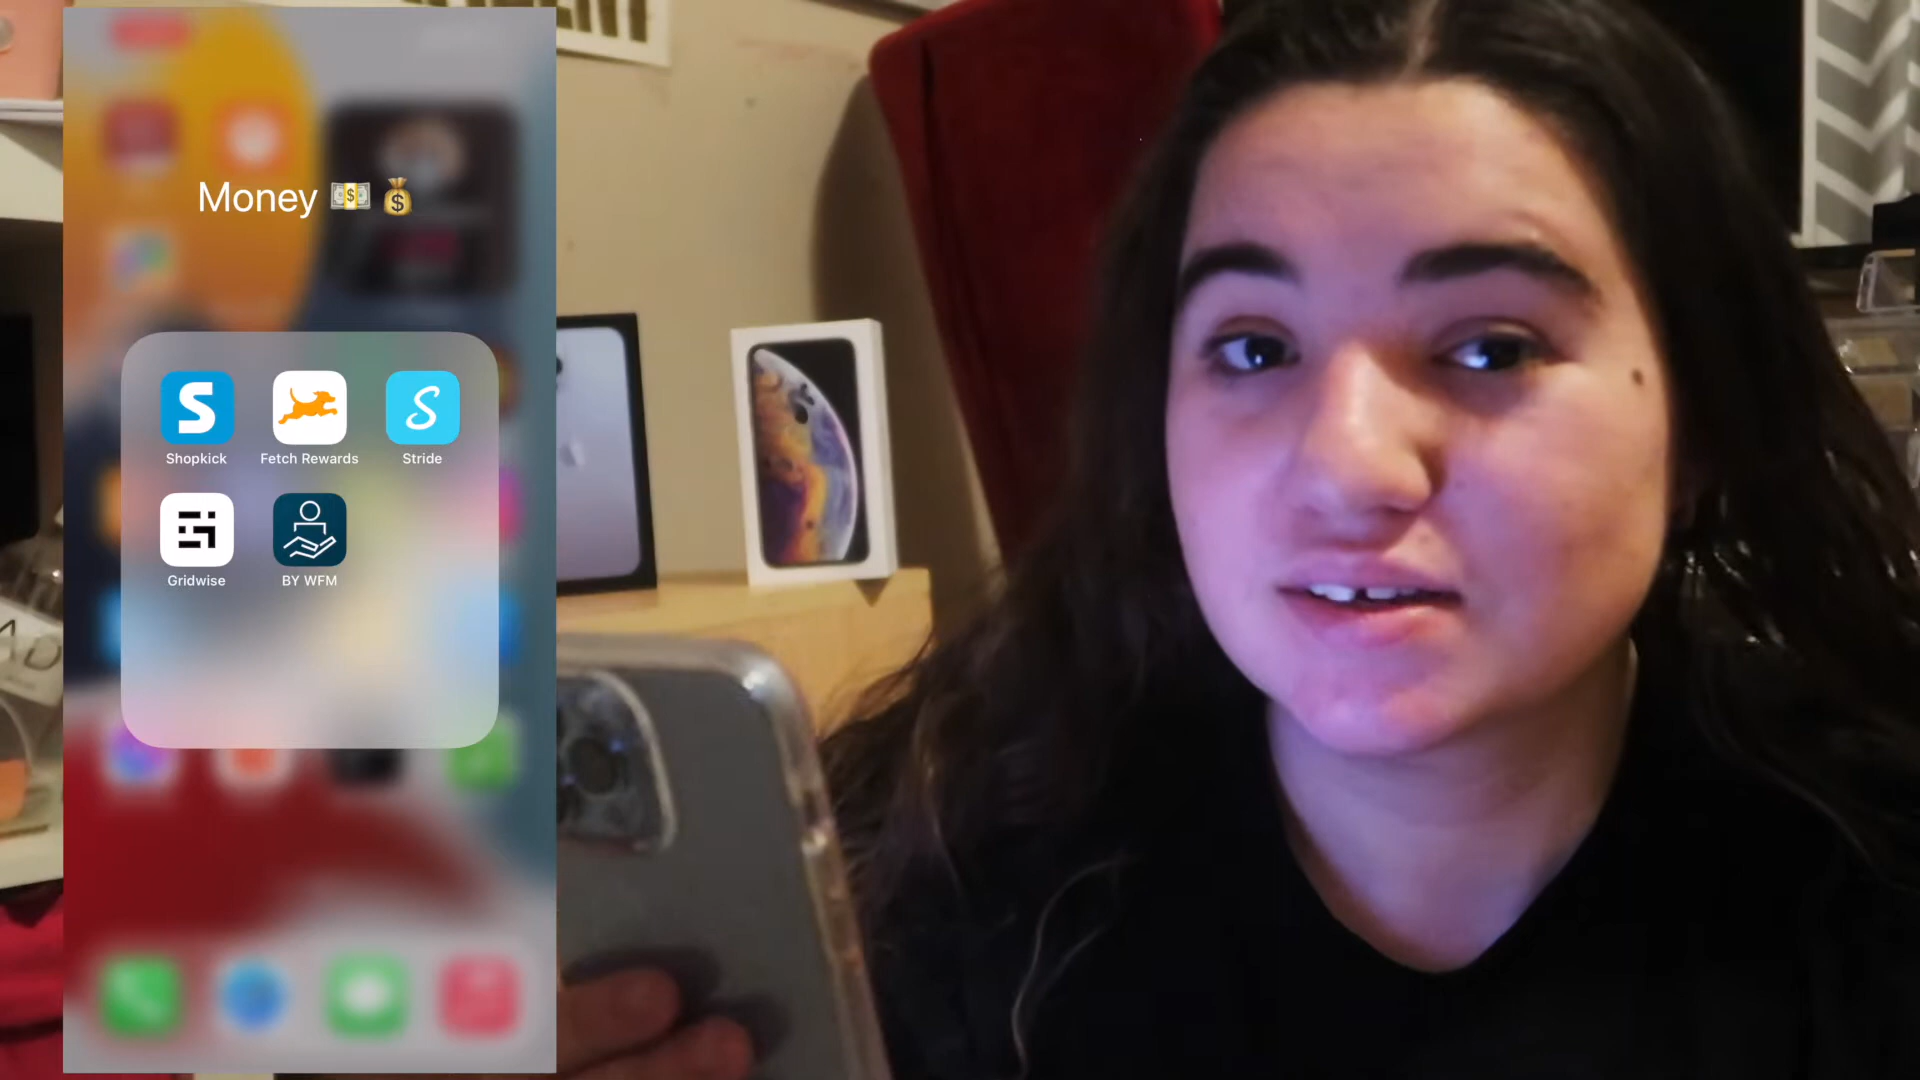 Money 💵💰
Shopkick
Fetch Rewards
Stride
Gridwise
BY WFM